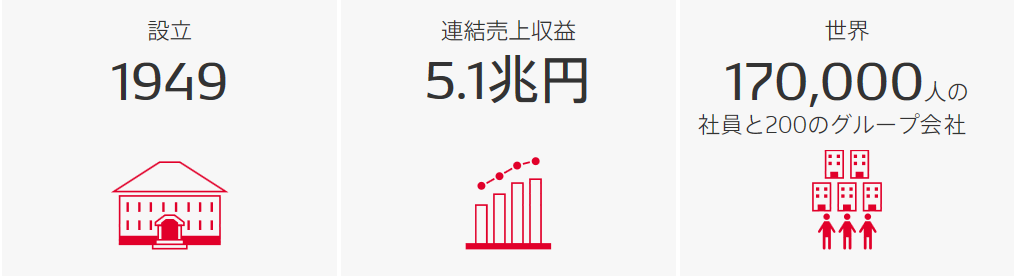 設立
1949
連結売上収益
5.1兆円
世界
170,000人の
社員と200のグループ会社